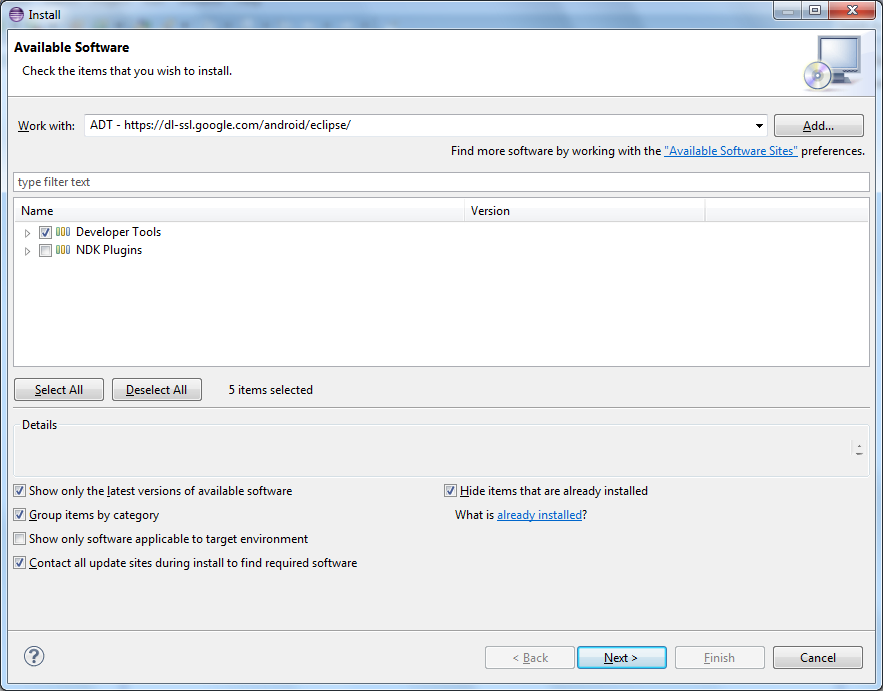 Install
Available Software
Check the items that you wish to install.
Work with: ADT - https://dl-ssl.google.com/android/eclipse/ Add...
Find more software by working with the "Available Software Sites" preferences.
type filter text
Name Version
Developer Tools
NDK Plugins
Select All Deselect All 5 items selected
Details
Show only the latest versions of available software Hide items that are already installed
Group items by category What is already installed?
Show only software applicable to target environment
Contact all update sites during install to find required software
? < Back Next > Finish Cancel